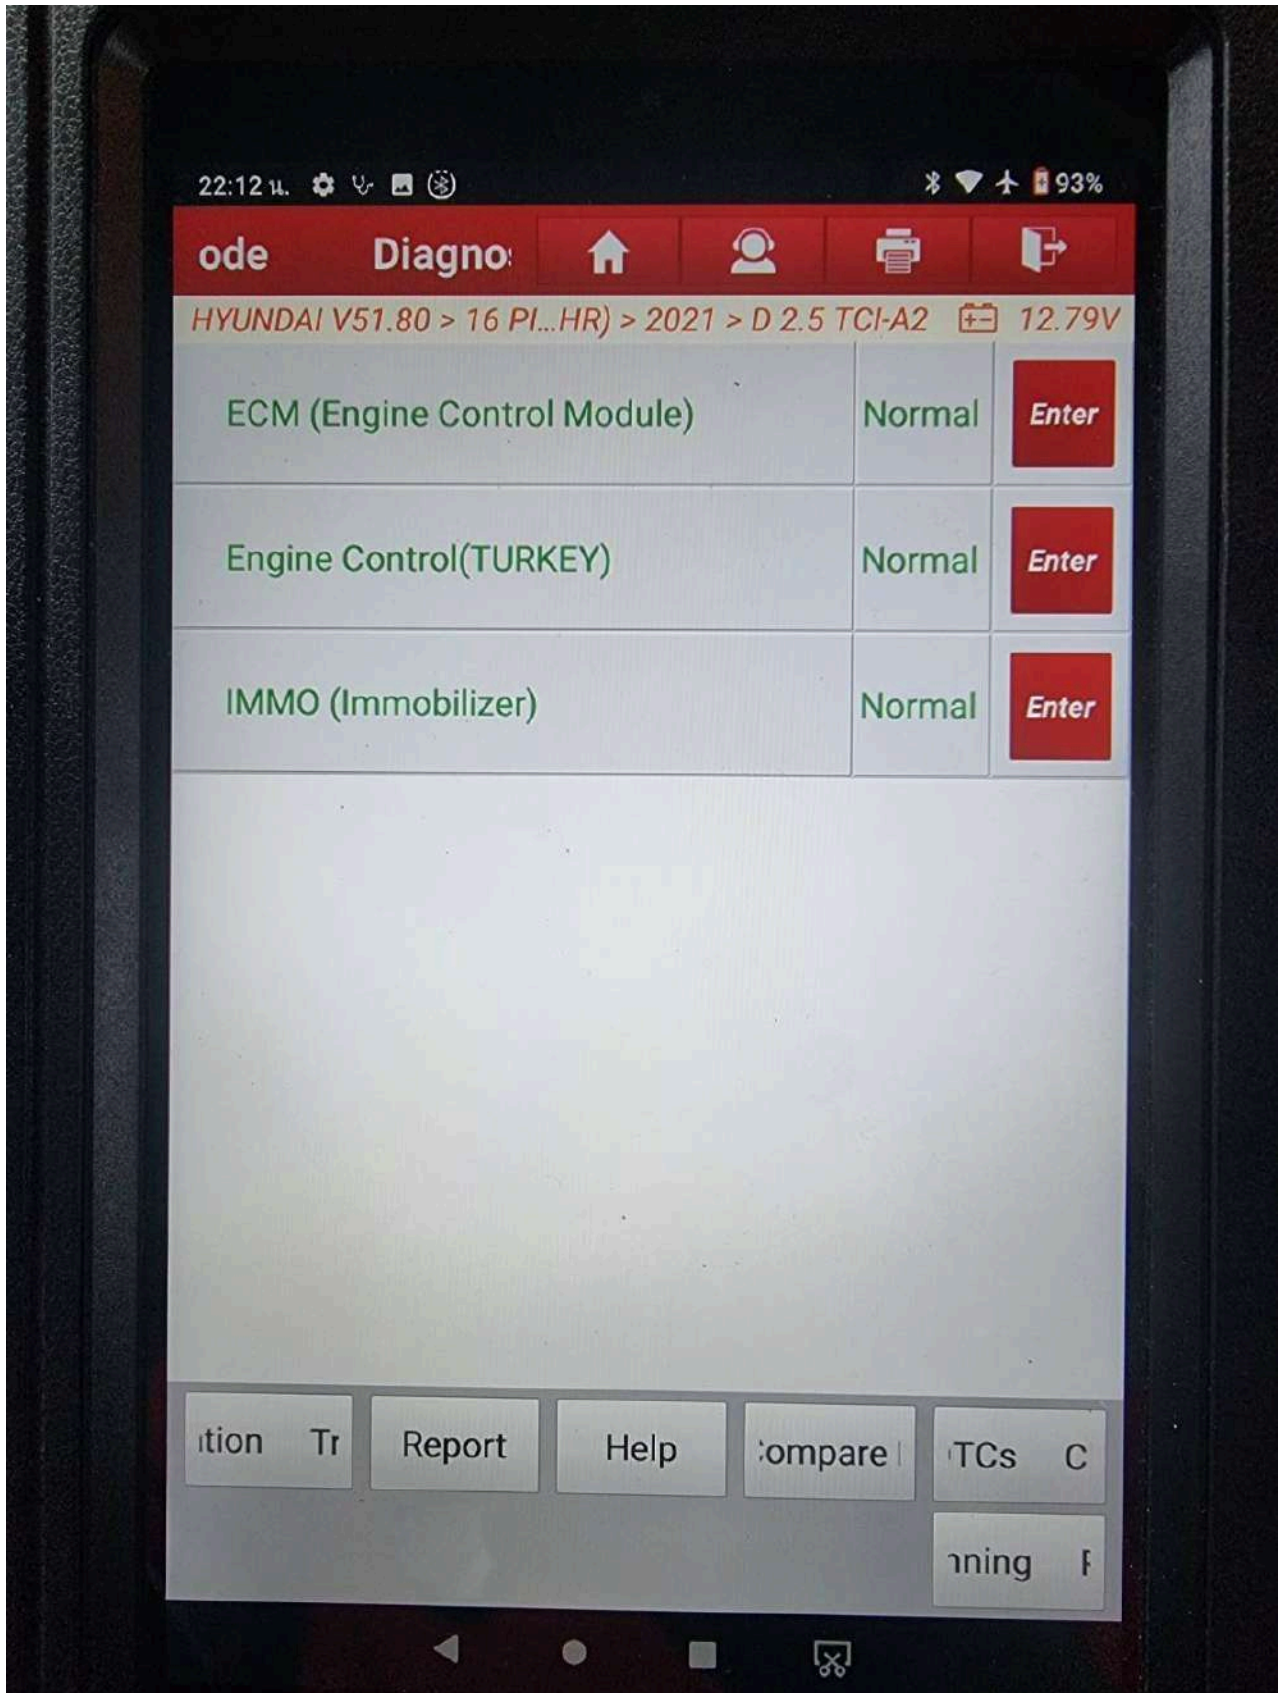 22:12 น. 93%
ode Diagno
HYUNDAI V51.80 > 16 PI...HR) > 2021 > D 2.5 TCI-A2 12.79V
ECM (Engine Control Module) Normal Enter
Engine Control(TURKEY) Normal Enter
IMMO (Immobilizer) Normal Enter
ition Tr Report Help ompare TCs C
nning